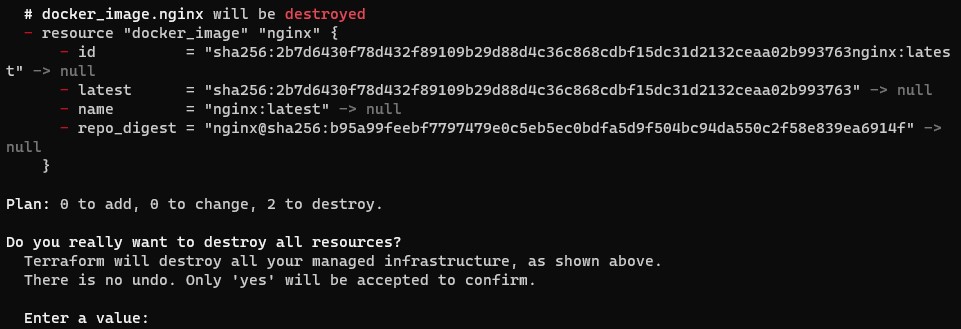 # docker_image.nginx will be destroyed
- resource "docker_image" "nginx" {
- id = "sha256:2b7d6430f78d432f89109b29d88d4c36c868cdbf15dc31d2132ceaa02b993763nginx:lates
t" -> null
- latest = "sha256:2b7d6430f78d432f89109b29d88d4c36c868cdbf15dc31d2132ceaa02b993763" -> null
- name = "nginx:latest" -> null
- repo_digest = "nginx@sha256:b95a99feebf7797479e0c5eb5ec0bdfa5d9f504bc94da550c2f58e839ea6914f" ->
null
}
Plan: 0 to add, 0 to change, 2 to destroy.
Do you really want to destroy all resources?
Terraform will destroy all your managed infrastructure, as shown above.
There is no undo. Only 'yes' will be accepted to confirm.
Enter a value: